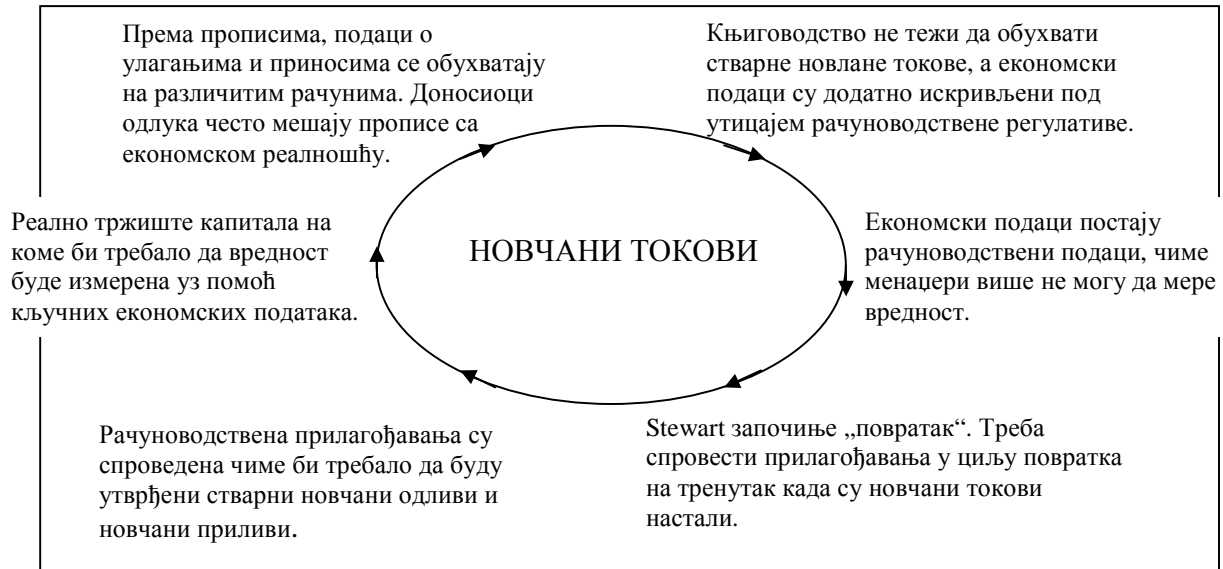 Према прописима, подаци о
улагањима и приносима се обухватају
на различитим рачунима. Доносиоци
одлука често мешају прописе са
економском реалношћу.
Књиговодство не тежи да обухвати
стварне новлане токове, а економски
подаци су додатно искривљени под
утицајем рачуноводствене регулативе.
Реално тржиште капитала на
коме би требало да вредност
буде измерена уз помоћ
кључних економских података.
НОВЧАНИ ТОКОВИ
Економски подаци постају
рачуноводствени подаци, чиме
менаџери више не могу да мере
вредност.
Рачуноводствена прилагођавања су
спроведена чиме би требало да буду
утврђени стварни новчани одливи и
новчани приливи.
Stewart започиње „повратак“. Треба
спровести прилагођавања у циљу повратка
на тренутак када су новчани токови
настали.